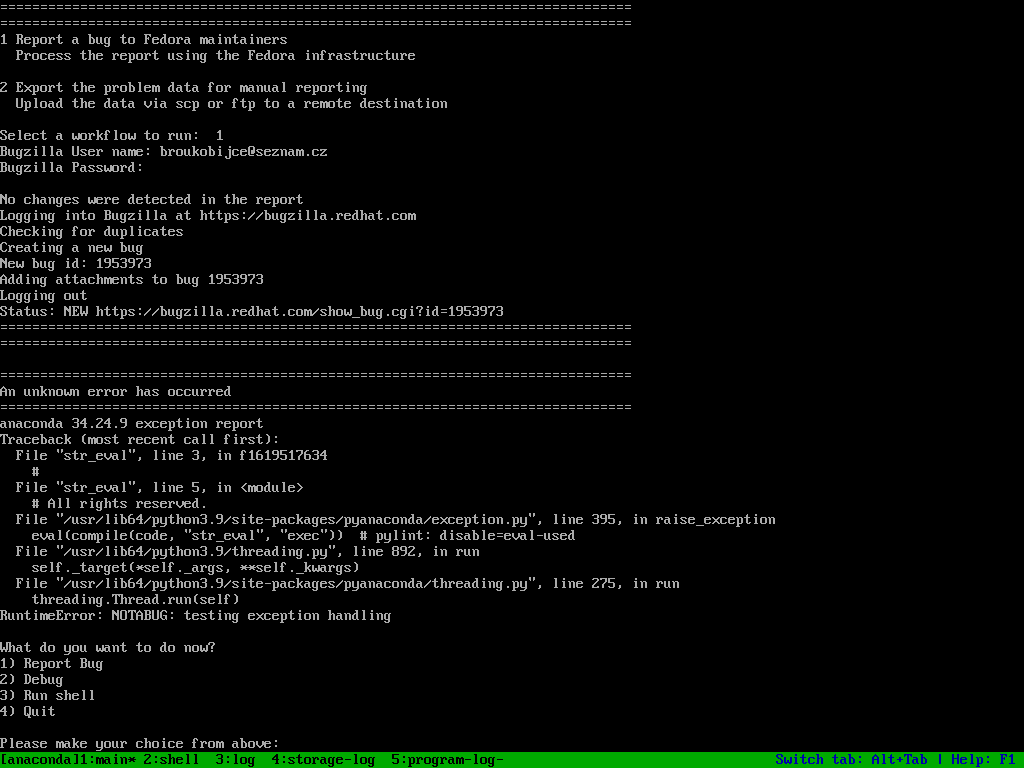 ================================================================================
================================================================================
1 Report a bug to Fedora maintainers
  Process the report using the Fedora infrastructure

2 Export the problem data for manual reporting
  Upload the data via scp or ftp to a remote destination

Select a workflow to run:  1
Bugzilla User name: broukobijce@seznam.cz
Bugzilla Password:

No changes were detected in the report
Logging into Bugzilla at https://bugzilla.redhat.com
Checking for duplicates
Creating a new bug
New bug id: 1953973
Adding attachments to bug 1953973
Logging out
Status: NEW https://bugzilla.redhat.com/show_bug.cgi?id=1953973
================================================================================
================================================================================


================================================================================
An unknown error has occurred
================================================================================
anaconda 34.24.9 exception report
Traceback (most recent call first):
  File "str_eval", line 3, in f1619517634
    #
  File "str_eval", line 5, in <module>
    # All rights reserved.
  File "/usr/lib64/python3.9/site-packages/pyanaconda/exception.py", line 395, in raise_exception
    eval(compile(code, "str_eval", "exec"))  # pylint: disable=eval-used
  File "/usr/lib64/python3.9/threading.py", line 892, in run
    self._target(*self._args, **self._kwargs)
  File "/usr/lib64/python3.9/site-packages/pyanaconda/threading.py", line 275, in run
    threading.Thread.run(self)
RuntimeError: NOTABUG: testing exception handling

What do you want to do now?
1) Report Bug
2) Debug
3) Run shell
4) Quit

Please make your choice from above:
[anaconda]1:main* 2:shell  3:log  4:storage-log  5:program-log- Switch tab: Alt+Tab | Help: F1